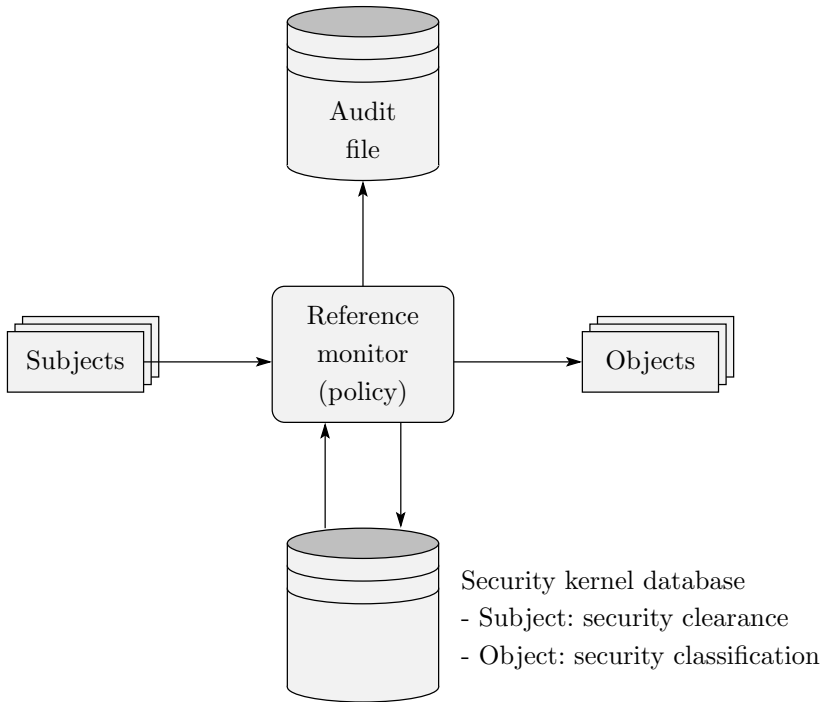 Audit
file
Subjects
Reference
monitor
(policy)
Objects
Security kernel database
- Subject: security clearance
- Object: security classification